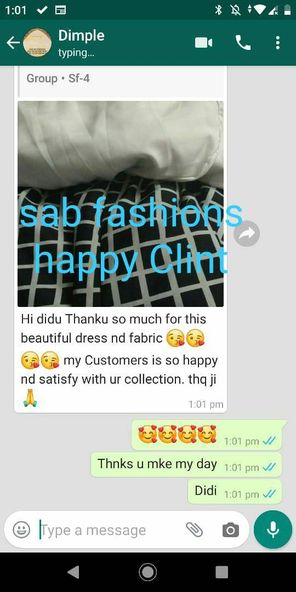 1:01
Dimple
typing...
Group • Sf-4
sab fashions
happy Clint
Hi didu Thanku so much for this
beautiful dress nd fabric 😘😘
😘😘 my Customers is so happy
nd satisfy with ur collection. thq ji
🙏
1:01 pm
🥰🥰🥰🥰 1:01 pm
Thnks u mke my day 1:01 pm
Didi 1:01 pm
Type a message